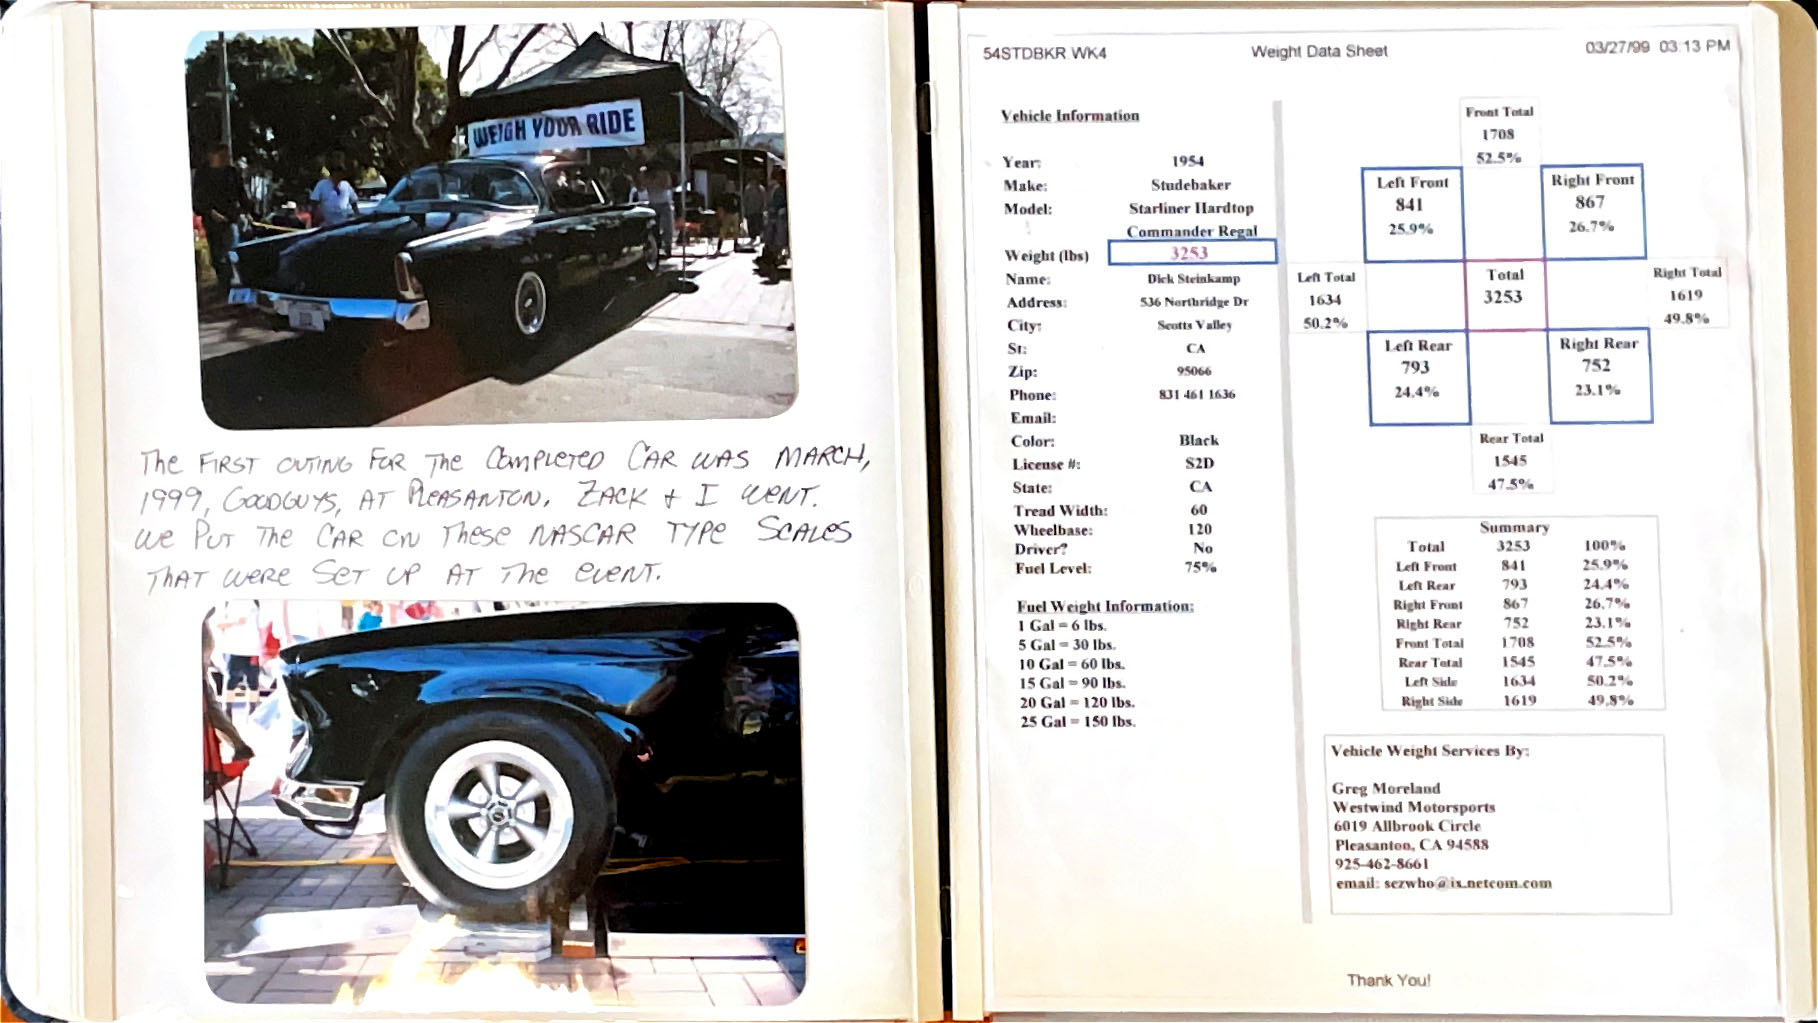 WEIGH YOUR RIDE
THE FIRST OUTING FOR THE COMPLETED CAR WAS MARCH,
1999, GOODGUYS, AT PLEASANTON. ZACK & I WENT.
WE PUT THE CAR ON THESE NASCAR TYPE SCALES
THAT WERE SET UP AT THE EVENT.
54STDBKR.WK4 Weight Data Sheet 03/27/99 03:13 PM
Vehicle Information
Year: 1954
Make: Studebaker
Model: Starliner Hardtop
Commander Regal
Weight (lbs) 3253
Name: Dick Steinkamp
Address: 536 Northridge Dr
City: Scotts Valley
St: CA
Zip: 95066
Phone: 831 461 1636
Email:
Color: Black
License #: S2D
State: CA
Tread Width: 60
Wheelbase: 120
Driver? No
Fuel Level: 75%
Fuel Weight Information:
1 Gal = 6 lbs.
5 Gal = 30 lbs.
10 Gal = 60 lbs.
15 Gal = 90 lbs.
20 Gal = 120 lbs.
25 Gal = 150 lbs.
Front Total
1708
52.5%
Left Front
841
25.9%
Right Front
867
26.7%
Left Total
1634
50.2%
Total
3253
Right Total
1619
49.8%
Left Rear
793
24.4%
Right Rear
752
23.1%
Rear Total
1545
47.5%
Summary
Total 3253 100%
Left Front 841 25.9%
Left Rear 793 24.4%
Right Front 867 26.7%
Right Rear 752 23.1%
Front Total 1708 52.5%
Rear Total 1545 47.5%
Left Side 1634 50.2%
Right Side 1619 49.8%
Vehicle Weight Services By:
Greg Moreland
Westwind Motorsports
6019 Allbrook Circle
Pleasanton, CA 94588
925-462-8661
email: sezwho@ix.netcom.com
Thank You!